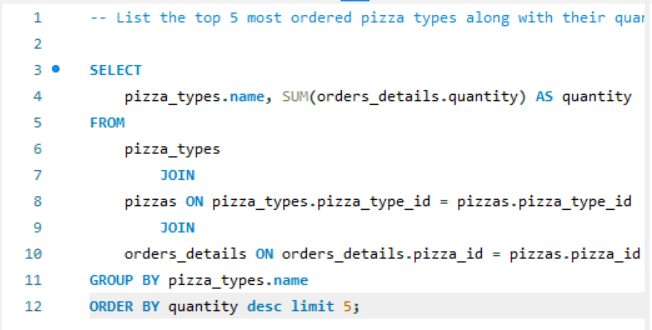 1 -- List the top 5 most ordered pizza types along with their
2
3 SELECT
4 pizza_types.name, SUM(orders_details.quantity) AS quantity
5 FROM
6 pizza_types
7 JOIN
8 pizzas ON pizza_types.pizza_type_id = pizzas.pizza_type_id
9 JOIN
10 orders_details ON orders_details.pizza_id = pizzas.pizza_id
11 GROUP BY pizza_types.name
12 ORDER BY quantity desc limit 5;